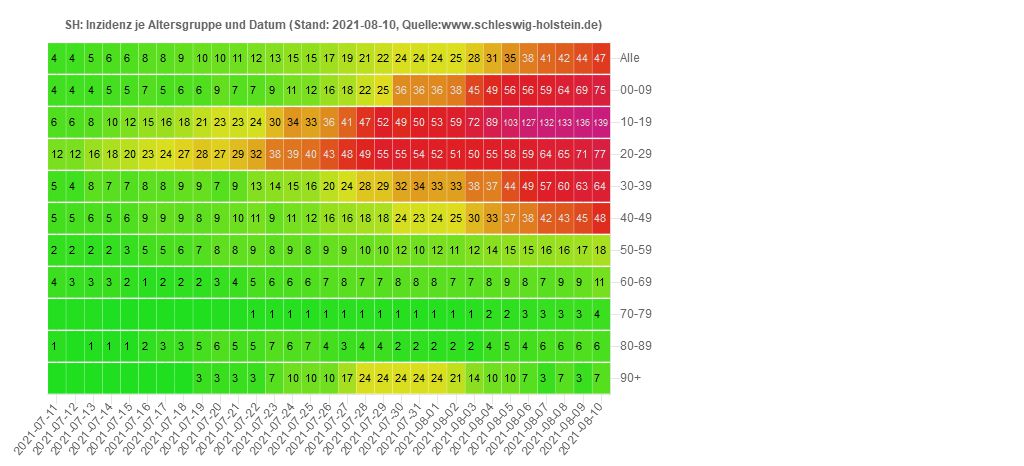 SH: Inzidenz je Altersgruppe und Datum (Stand: 2021-08-10, Quelle:www.schleswig-holstein.de)
4 4 5 6 6 8 8 9 10 10 11 12 13 15 15 17 19 21 22 24 24 24 25 28 31 35 38 41 42 44 47 Alle
4 4 4 5 5 7 5 6 6 9 7 7 9 11 12 16 18 22 25 36 36 36 38 45 49 56 56 59 64 69 75 00-09
6 6 8 10 12 15 16 18 21 23 23 24 30 34 33 36 41 47 52 49 50 53 59 72 89 103 127 132 133 136 139 10-19
12 12 16 18 20 23 24 27 28 27 29 32 38 39 40 43 48 49 55 55 54 52 51 50 55 58 59 64 65 71 77 20-29
5 4 8 7 7 8 8 9 9 7 9 13 14 15 16 20 24 28 29 32 34 33 33 38 37 44 49 57 60 63 64 30-39
5 5 6 5 6 9 9 9 8 9 10 11 9 11 12 16 16 18 18 24 23 24 25 30 33 37 38 42 43 45 48 40-49
2 2 2 2 3 5 5 6 7 8 8 9 8 9 8 9 9 10 10 12 10 12 11 12 14 15 15 16 16 17 18 50-59
4 3 3 3 2 1 2 2 2 3 4 5 6 6 6 7 8 7 7 8 8 8 7 7 8 9 8 7 9 9 11 60-69
1 1 1 1 1 1 1 1 1 1 1 1 1 2 2 3 3 3 3 4 70-79
1 1 1 1 2 3 3 5 6 5 5 7 6 7 4 3 4 4 2 2 2 2 2 4 5 4 6 6 6 6 80-89
3 3 3 3 7 10 10 10 17 24 24 24 24 24 21 14 10 10 7 3 7 3 7 90+
2021-07-11 2021-07-12 2021-07-13 2021-07-14 2021-07-15 2021-07-16 2021-07-17 2021-07-18 2021-07-19 2021-07-20 2021-07-21 2021-07-22 2021-07-23 2021-07-24 2021-07-25 2021-07-26 2021-07-27 2021-07-28 2021-07-29 2021-07-30 2021-07-31 2021-08-01 2021-08-02 2021-08-03 2021-08-04 2021-08-05 2021-08-06 2021-08-07 2021-08-08 2021-08-09 2021-08-10